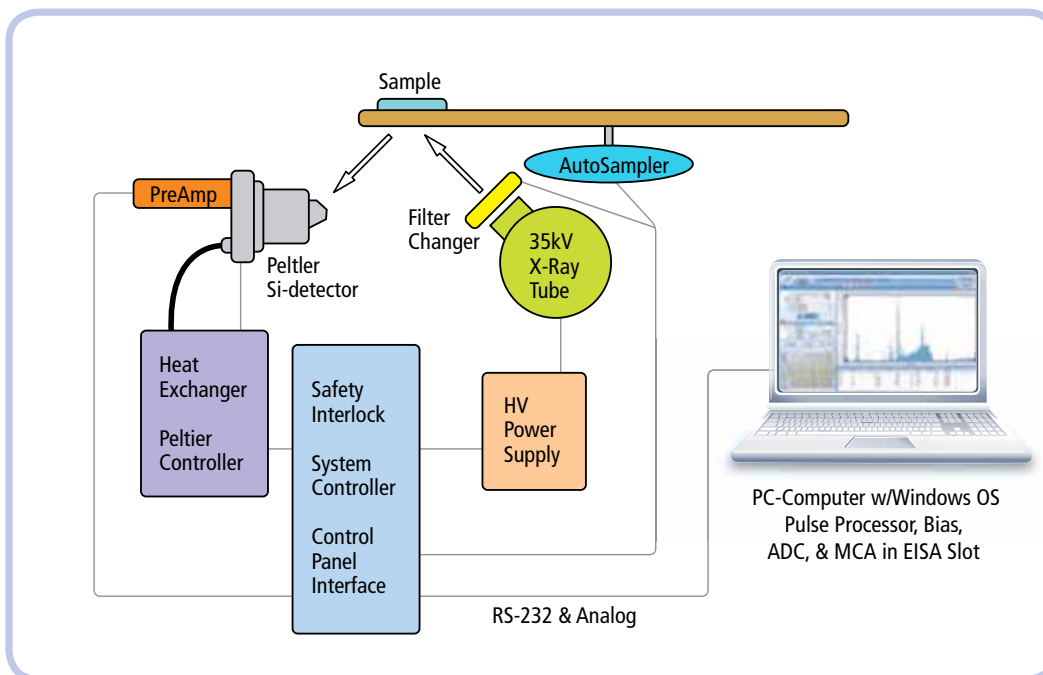 Sample
AutoSampler
PreAmp
Filter
Changer
35kV
X-Ray
Tube
Peltler
Si-detector
Heat
Exchanger
Peltier
Controller
Safety
Interlock
System
Controller
Control
Panel
Interface
HV
Power
Supply
PC-Computer w/Windows OS
Pulse Processor, Bias,
ADC, & MCA in EISA Slot
RS-232 & Analog